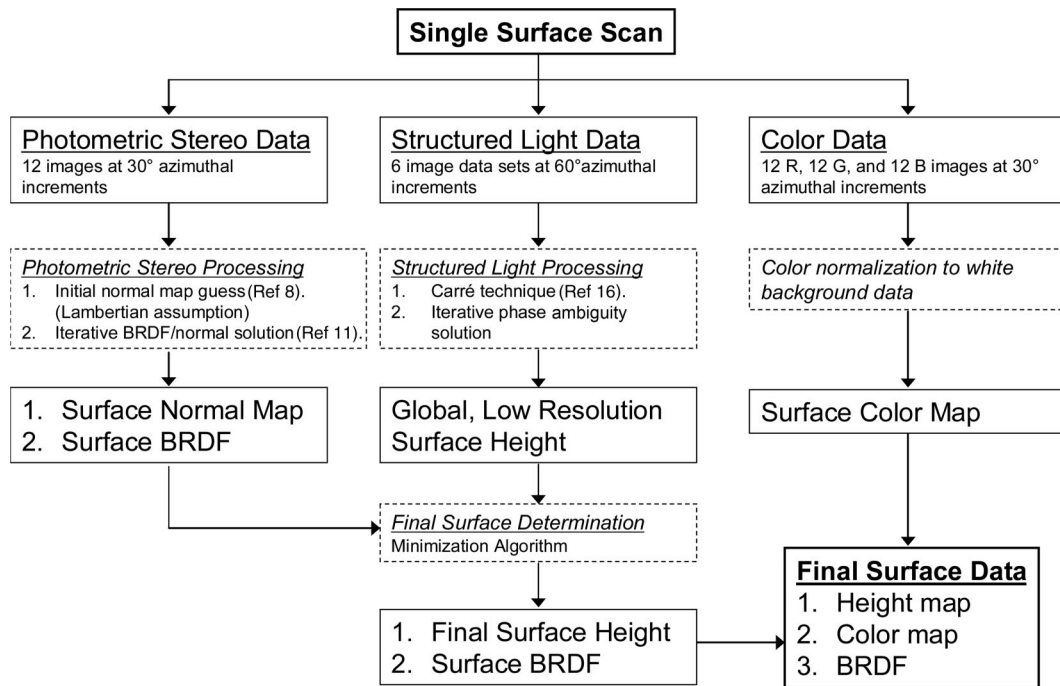 Single Surface Scan
Photometric Stereo Data
12 images at 30° azimuthal
increments
Structured Light Data
6 image data sets at 60°azimuthal
increments
Color Data
12 R, 12 G, and 12 B images at 30°
azimuthal increments
Photometric Stereo Processing
1. Initial normal map guess (Ref 8).
(Lambertian assumption)
2. Iterative BRDF/normal solution (Ref 11).
Structured Light Processing
1. Carré technique (Ref 16).
2. Iterative phase ambiguity
solution
Color normalization to white
background data
1. Surface Normal Map
2. Surface BRDF
Global, Low Resolution
Surface Height
Surface Color Map
Final Surface Determination
Minimization Algorithm
1. Final Surface Height
2. Surface BRDF
Final Surface Data
1. Height map
2. Color map
3. BRDF